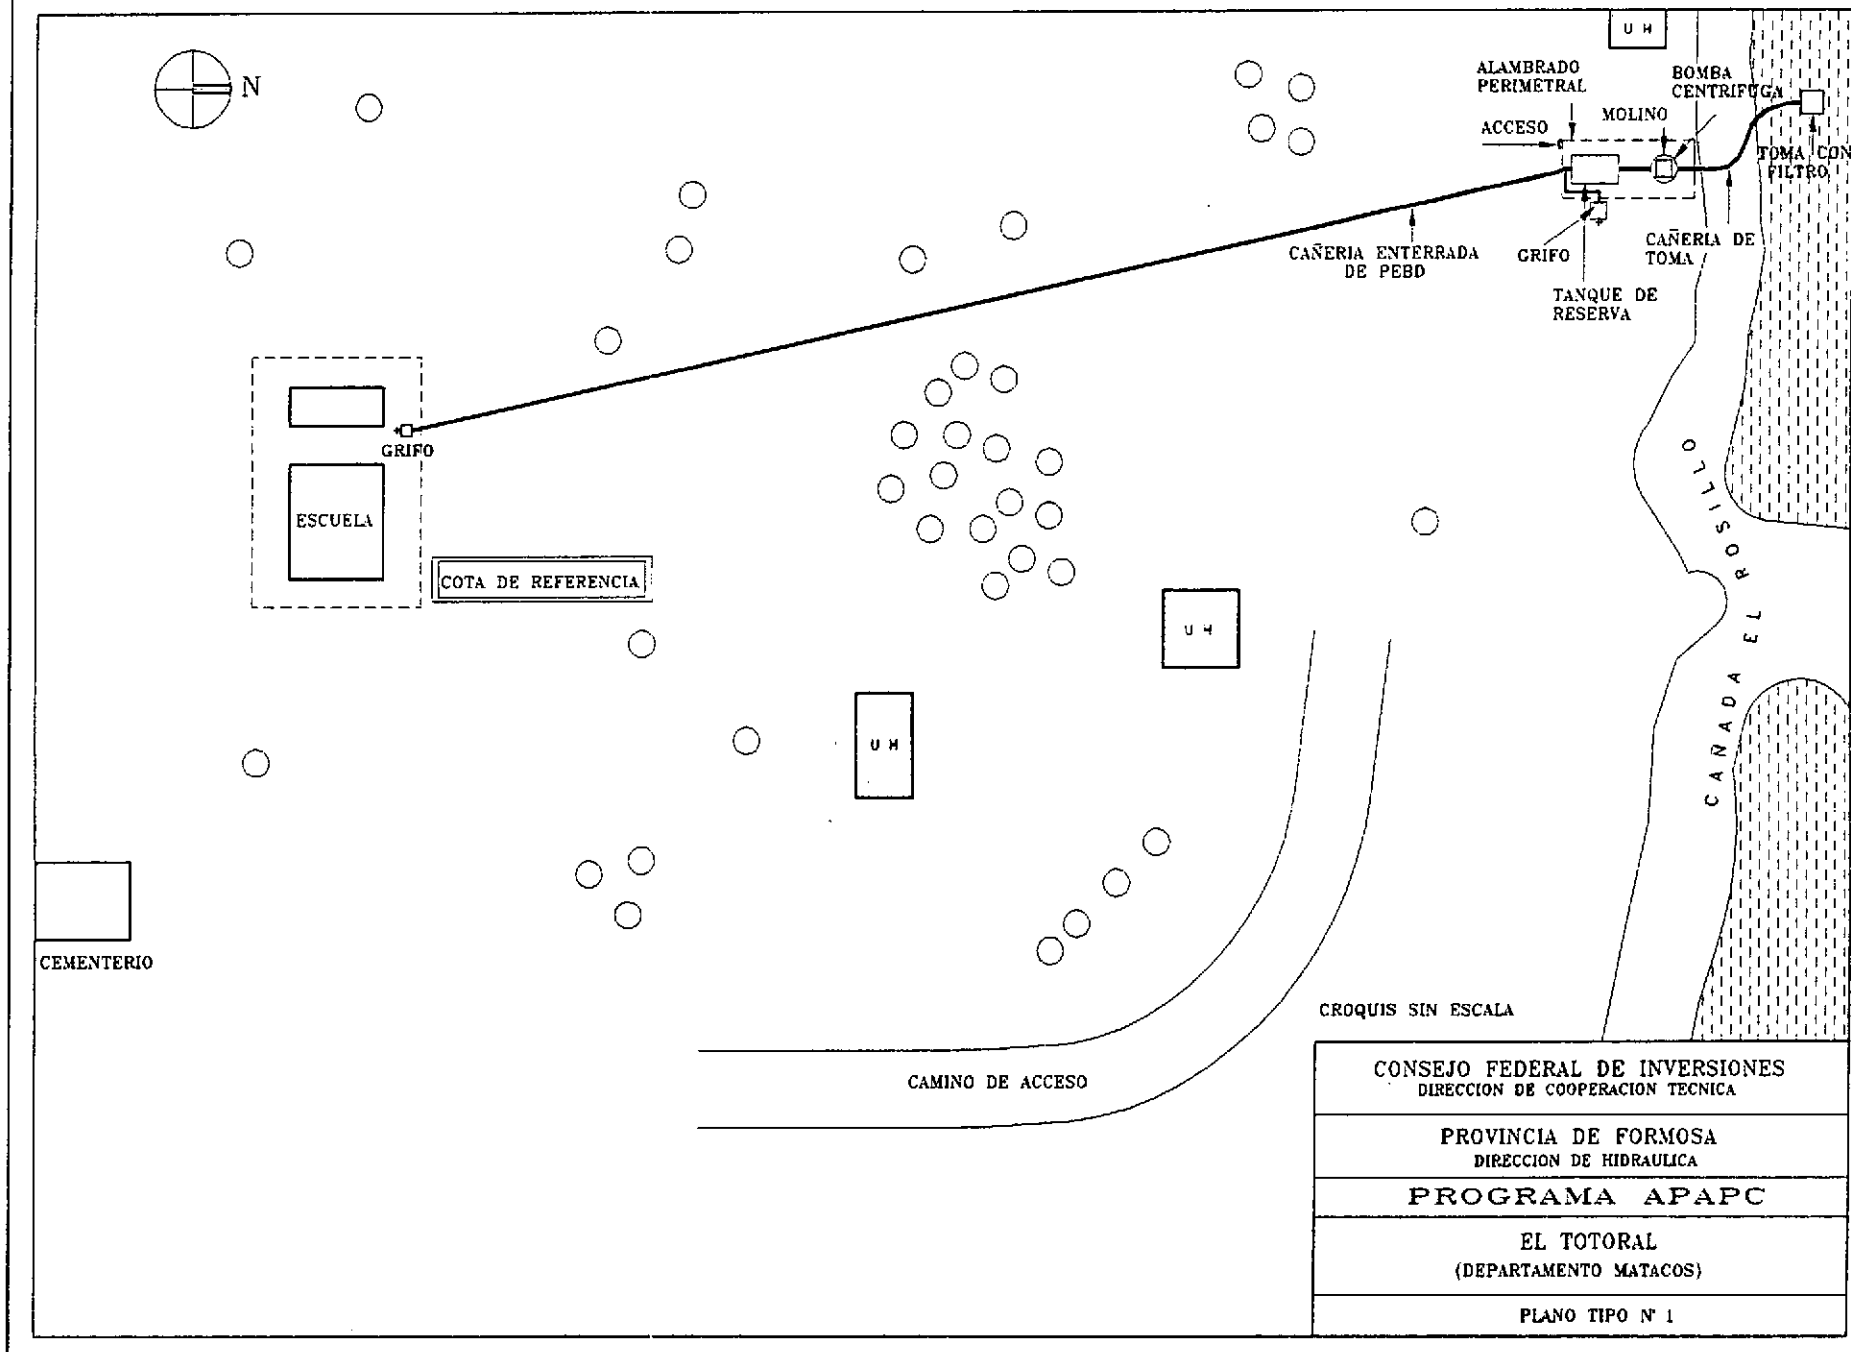 U H
N
ALAMBRADO
PERIMETRAL
BOMBA
CENTRIFUGA
MOLINO
ACCESO
TOMA CON
FILTRO
CAÑERIA ENTERRADA
DE PEBD
GRIFO
CAÑERIA DE
TOMA
TANQUE DE
RESERVA
GRIFO
ESCUELA
COTA DE REFERENCIA
CAÑADA EL ROSILLO
U H
U H
CEMENTERIO
CAMINO DE ACCESO
CROQUIS SIN ESCALA
CONSEJO FEDERAL DE INVERSIONES
DIRECCION DE COOPERACION TECNICA
PROVINCIA DE FORMOSA
DIRECCION DE HIDRAULICA
PROGRAMA APAPC
EL TOTORAL
(DEPARTAMENTO MATACOS)
PLANO TIPO N° 1